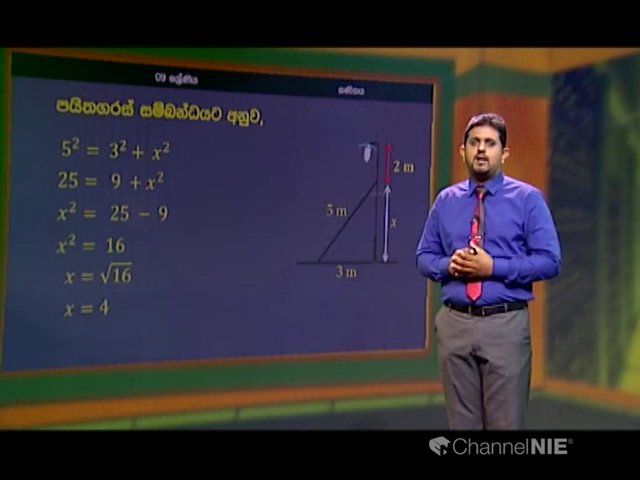 09 ශ්‍රේණිය
ගණිතය
පයිතගරස් සම්බන්ධයට අනුව,
5² = 3² + x²
25 = 9 + x²
x² = 25 − 9
x² = 16
x = √16
x = 4
2 m
5 m
x
3 m
ChannelNIE